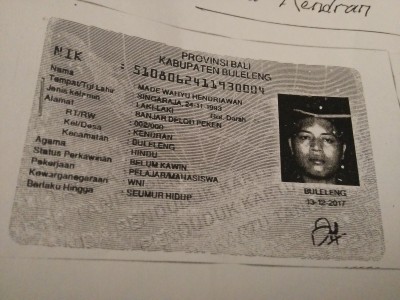 Kendran
PROVINSI BALI
KABUPATEN BULELENG
NIK : 5108062411930004
Nama : MADE WAHYU HENDRIAWAN
Tempat/Tgl Lahir : SINGARAJA, 24-11-1993
Jenis kelamin : LAKI-LAKI Gol. Darah
Alamat : BANJAR DELOD PEKEN
RT/RW : 002/000
Kel/Desa : KENDRAN
Kecamatan : BULELENG
Agama : HINDU
Status Perkawinan : BELUM KAWIN
Pekerjaan : PELAJAR/MAHASISWA
Kewarganegaraan : WNI
Berlaku Hingga : SEUMUR HIDUP
BULELENG
13-12-2017